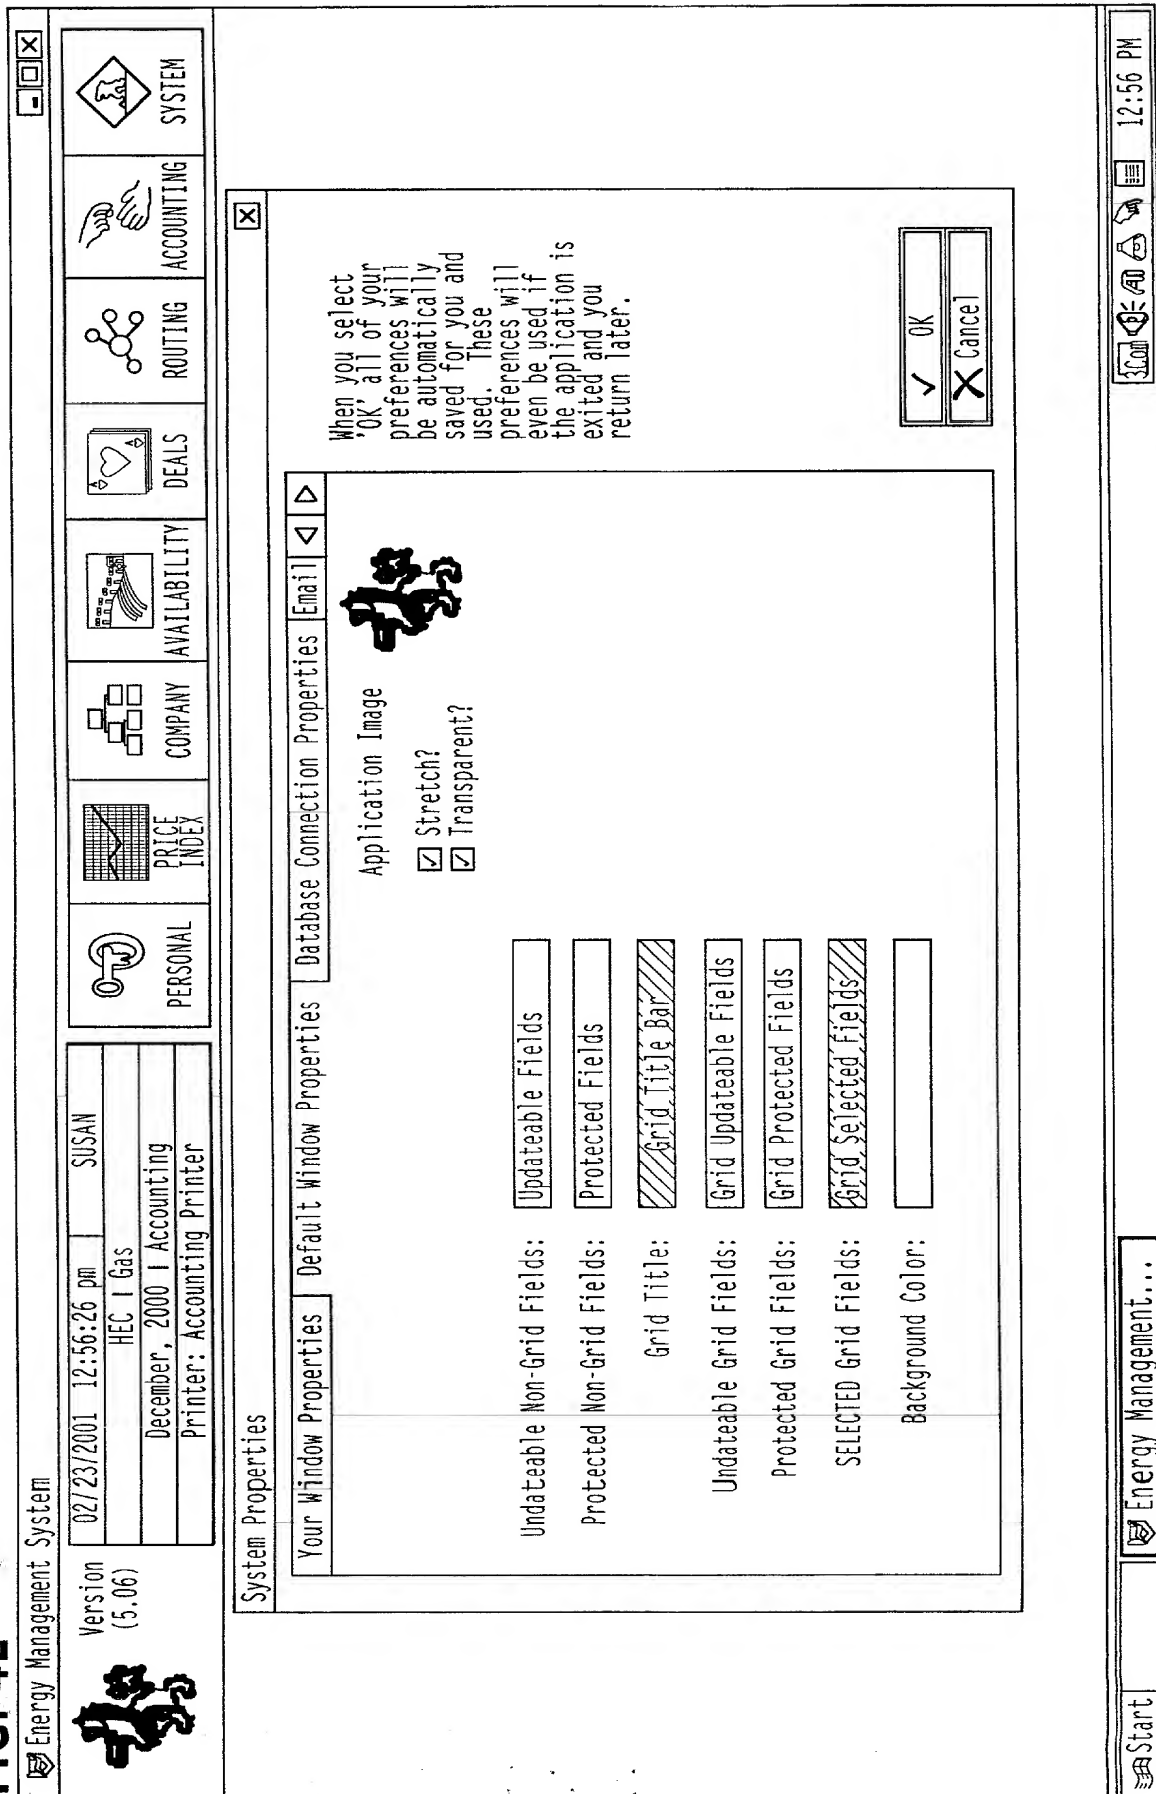 Energy Management System
Version
(5.06)
02/23/2001 12:56:26 pm SUSAN
HEC | Gas
December, 2000 | Accounting
Printer: Accounting Printer
PERSONAL
PRICE
INDEX
COMPANY
AVAILABILITY
DEALS
ROUTING
ACCOUNTING
SYSTEM
System Properties
Your Window Properties
Default Window Properties
Database Connection Properties
Email
Application Image
Stretch?
Transparent?
Undateable Non-Grid Fields: Updateable Fields
Protected Non-Grid Fields: Protected Fields
Grid Title: Grid Title Bar
Undateable Grid Fields: Grid Updateable Fields
Protected Grid Fields: Grid Protected Fields
SELECTED Grid Fields: Grid Selected Fields
Background Color:
When you select
'OK' all of your
preferences will
be automatically
saved for you and
used. These
preferences will
even be used if
the application is
exited and you
return later.
OK
Cancel
Start
Energy Management...
3Com
12:56 PM